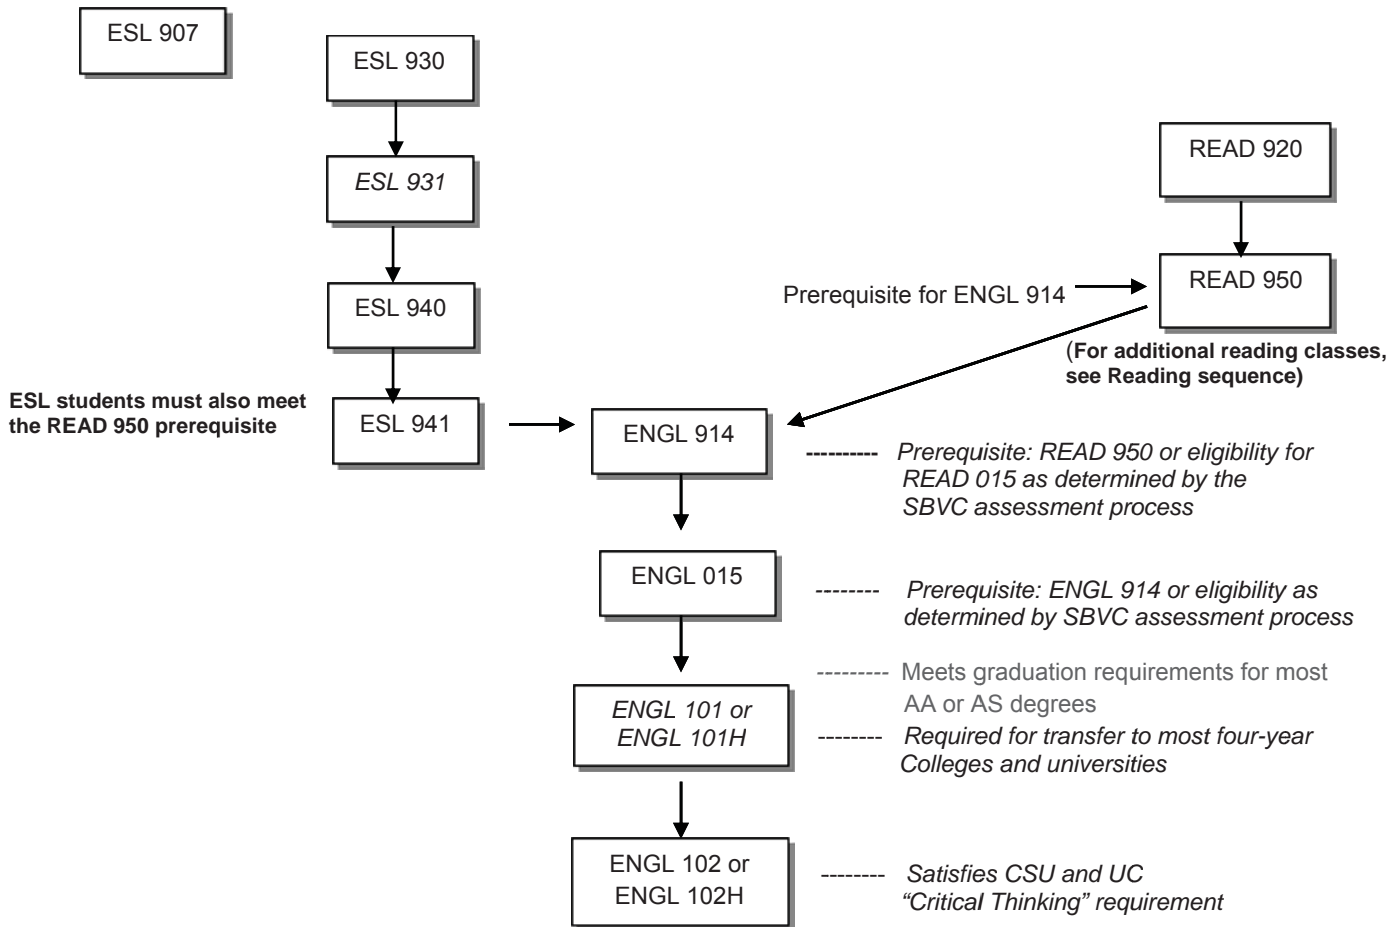 ESL 907
ESL 930
READ 920
ESL 931
READ 950
ESL 940
Prerequisite for ENGL 914
(For additional reading classes,
see Reading sequence)
ESL students must also meet
the READ 950 prerequisite
ESL 941
ENGL 914
Prerequisite: READ 950 or eligibility for
READ 015 as determined by the
SBVC assessment process
ENGL 015
Prerequisite: ENGL 914 or eligibility as
determined by SBVC assessment process
Meets graduation requirements for most
AA or AS degrees
ENGL 101 or
ENGL 101H
Required for transfer to most four-year
Colleges and universities
ENGL 102 or
ENGL 102H
Satisfies CSU and UC
“Critical Thinking” requirement